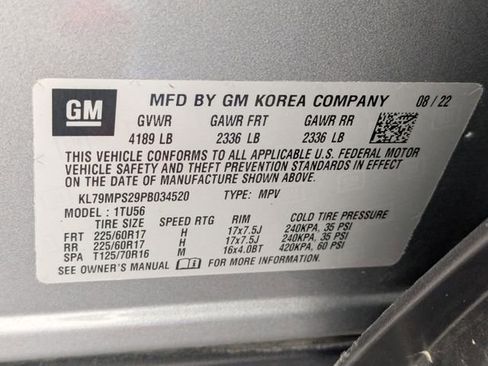 GM MFD BY GM KOREA COMPANY 08/22
GVWR GAWR FRT GAWR RR
4189 LB 2336 LB 2336 LB
THIS VEHICLE CONFORMS TO ALL APPLICABLE U.S. FEDERAL MOTOR
VEHICLE SAFETY AND THEFT PREVENTION STANDARDS IN EFFECT
ON THE DATE OF MANUFACTURE SHOWN ABOVE.
KL79MPS29PB034520 TYPE: MPV
MODEL : 1TU56
TIRE SIZE SPEED RTG RIM COLD TIRE PRESSURE
FRT 225/60R17 H 17x7.5J 240KPA, 35 PSI
RR 225/60R17 H 17x7.5J 240KPA, 35 PSI
SPA T125/70R16 M 16x4.0BT 420KPA, 60 PSI
SEE OWNER'S MANUAL FOR MORE INFORMATION